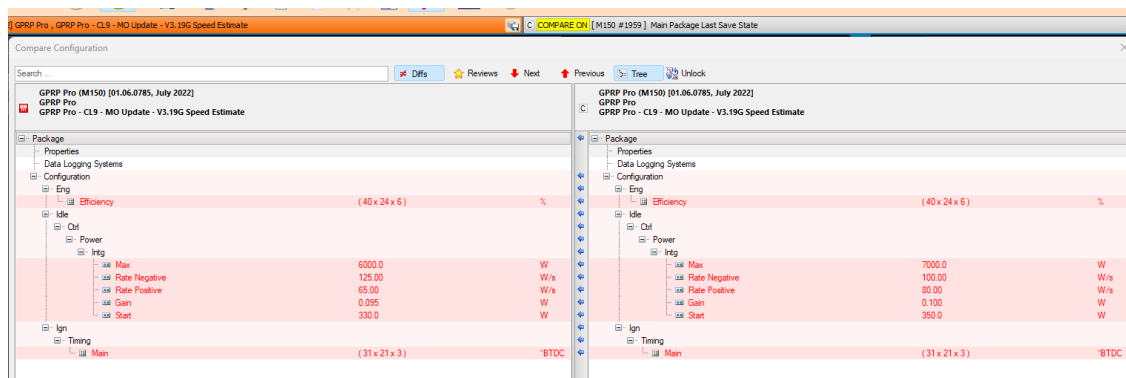 ] GPRP Pro , GPRP Pro - CL9 - MO Update - V3.19G Speed Estimate C COMPARE ON [ M150 #1959 ] Main Package Last Save State
Compare Configuration
Search ... Diffs Reviews Next Previous Tree Unlock
GPRP Pro (M150) [01.06.0785, July 2022] GPRP Pro (M150) [01.06.0785, July 2022]
GPRP Pro C GPRP Pro
GPRP Pro - CL9 - MO Update - V3.19G Speed Estimate GPRP Pro - CL9 - MO Update - V3.19G Speed Estimate
Package Package
Properties Properties
Data Logging Systems Data Logging Systems
Configuration Configuration
Eng Eng
Efficiency ( 40 x 24 x 6 ) % Efficiency ( 40 x 24 x 6 ) %
Idle Idle
Ctrl Ctrl
Power Power
Intg Intg
Max 6000.0 W Max 7000.0 W
Rate Negative 125.00 W/s Rate Negative 100.00 W/s
Rate Positive 65.00 W/s Rate Positive 80.00 W/s
Gain 0.095 W Gain 0.100 W
Start 330.0 W Start 350.0 W
Ign Ign
Timing Timing
Main ( 31 x 21 x 3 ) °BTDC Main ( 31 x 21 x 3 ) °BTDC